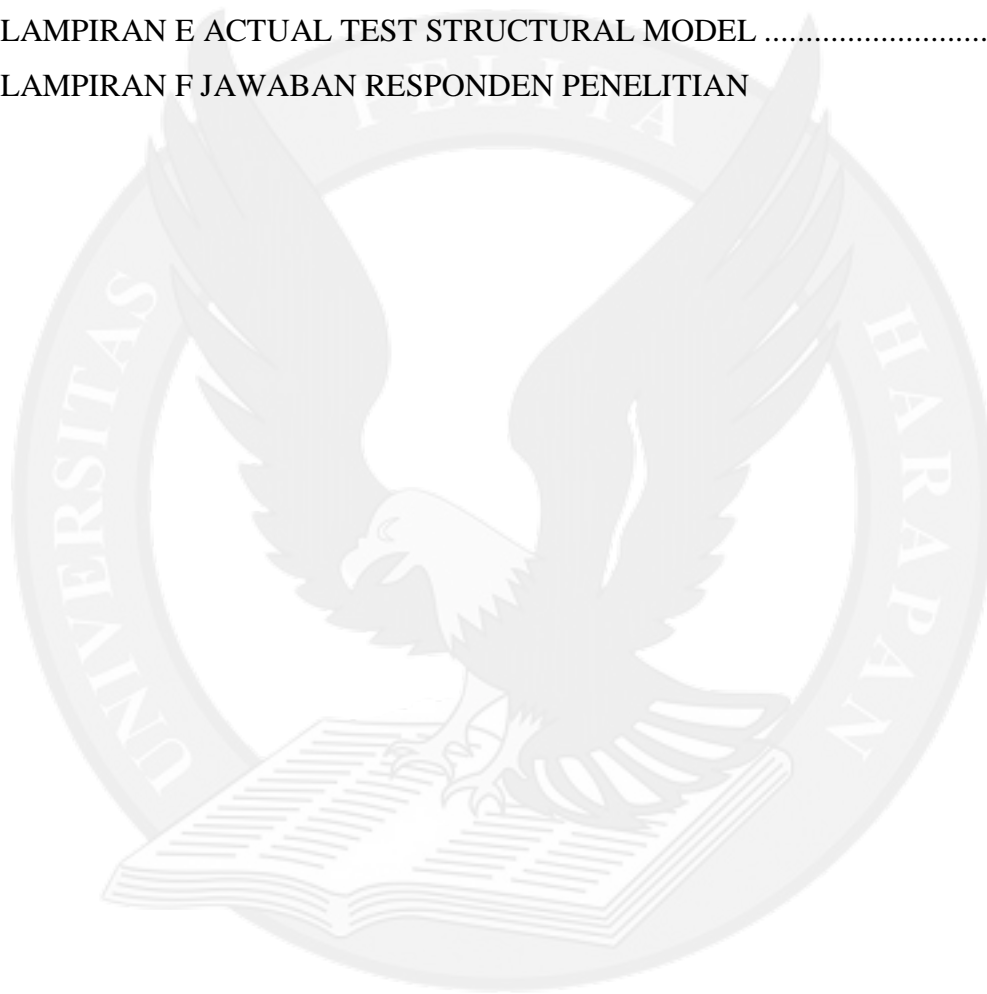 LAMPIRAN E ACTUAL TEST STRUCTURAL MODEL ...........................
LAMPIRAN F JAWABAN RESPONDEN PENELITIAN
UNIVERSITAS PELITA HARAPAN